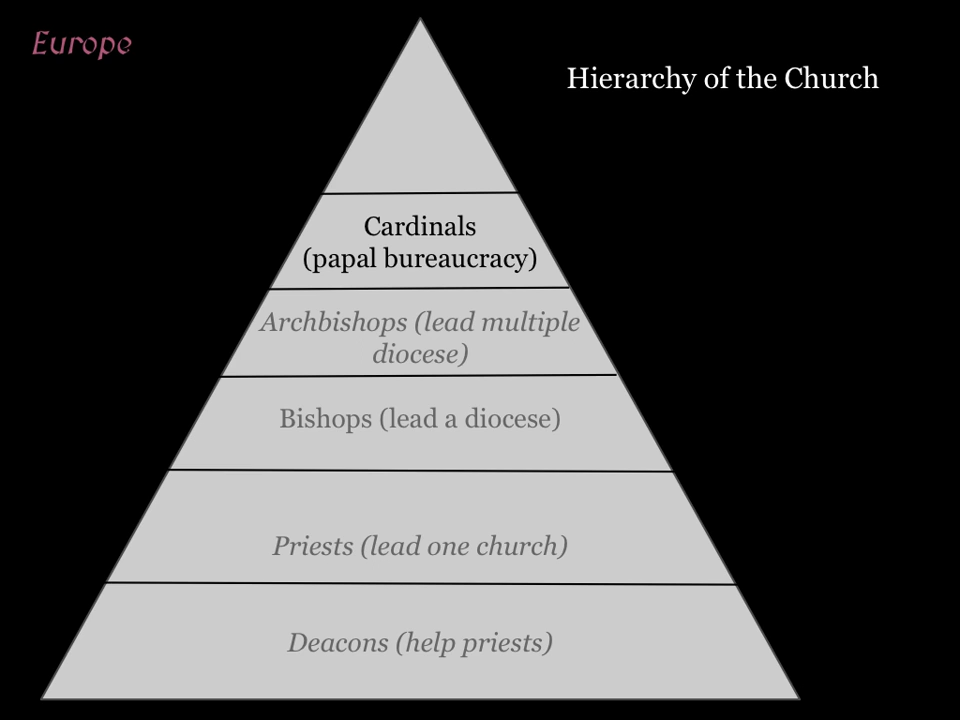 Europe
Hierarchy of the Church
Cardinals
(papal bureaucracy)
Archbishops (lead multiple
diocese)
Bishops (lead a diocese)
Priests (lead one church)
Deacons (help priests)